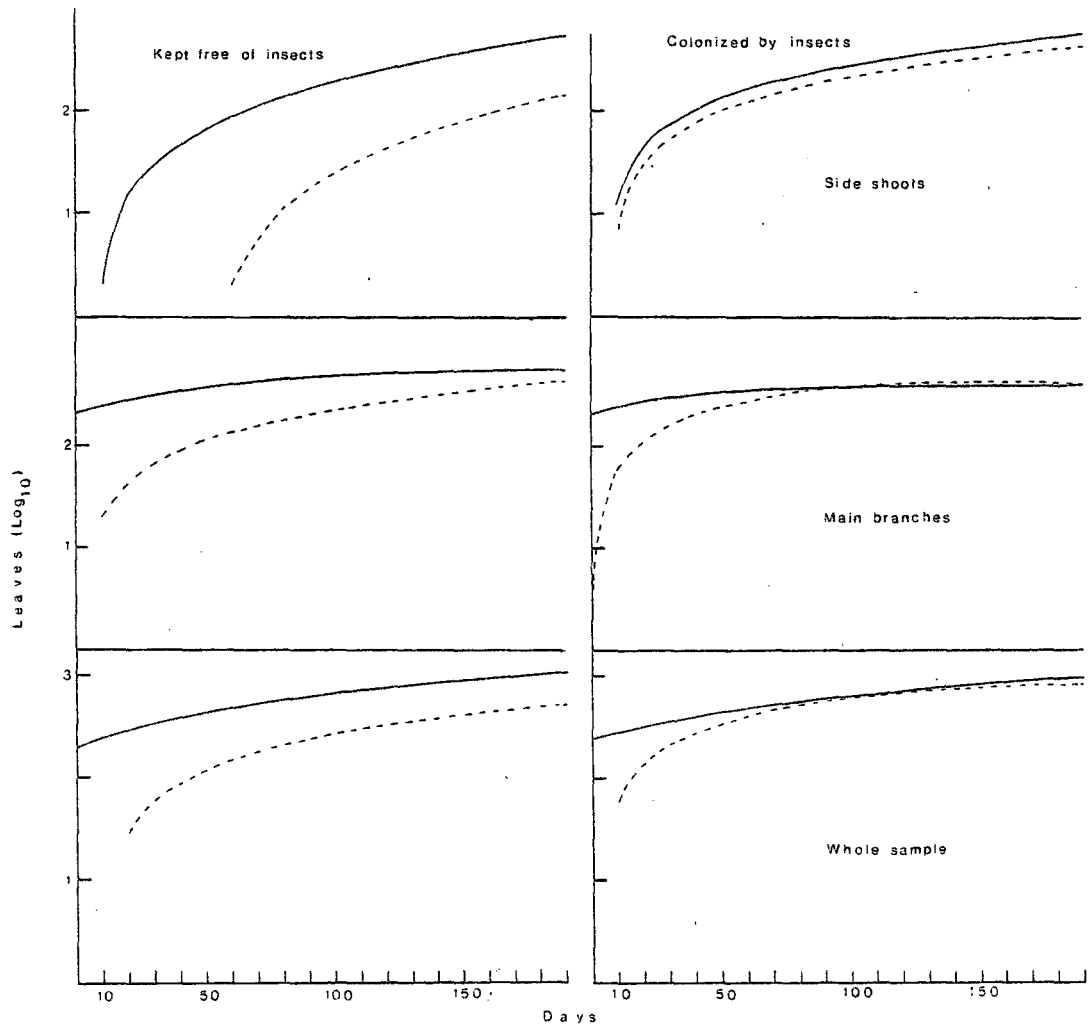 Kept free of insects
Colonized by insects
2
1
Side shoots
2
1
Main branches
Leaves (Log10)
3
1
Whole sample
10 50 100 150
10 50 100 150
Days